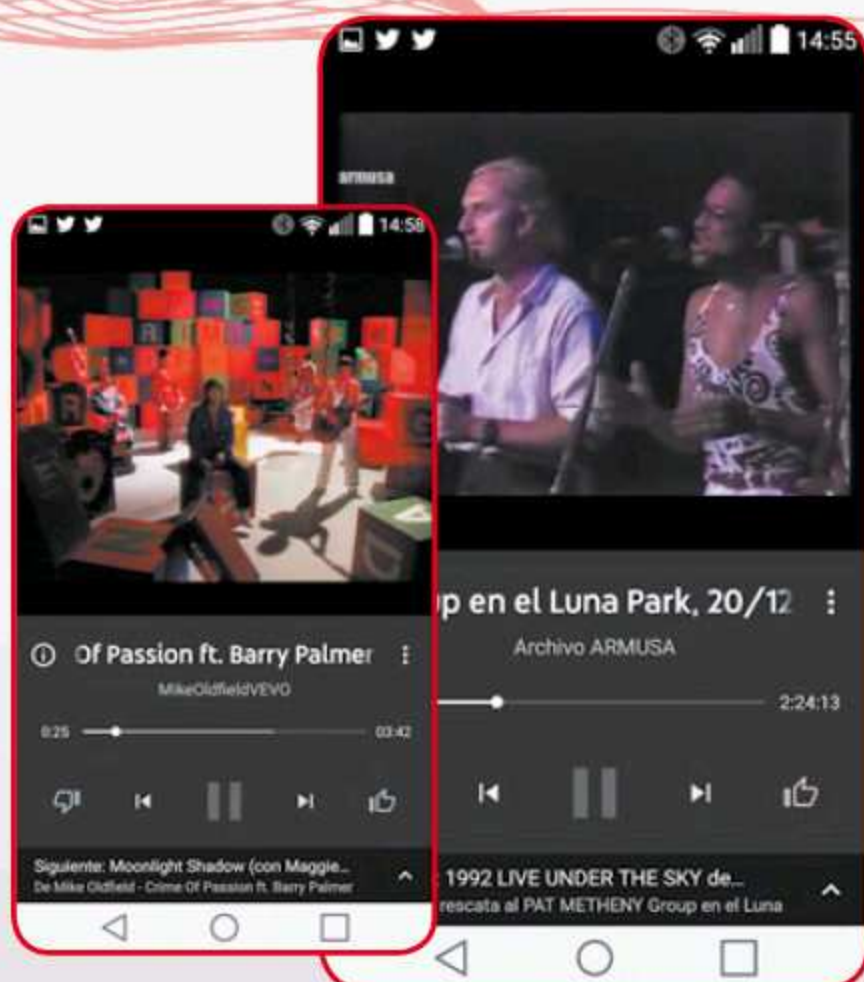 14:58
Of Passion ft. Barry Palmer
MikeOldfieldVEVO
0:25
03:42
Siguiente: Moonlight Shadow (con Maggie...
De Mike Oldfield - Crime Of Passion ft. Barry Palmer
14:55
armusa
up en el Luna Park, 20/12
Archivo ARMUSA
2:24:13
: 1992 LIVE UNDER THE SKY de...
rescata al PAT METHENY Group en el Luna